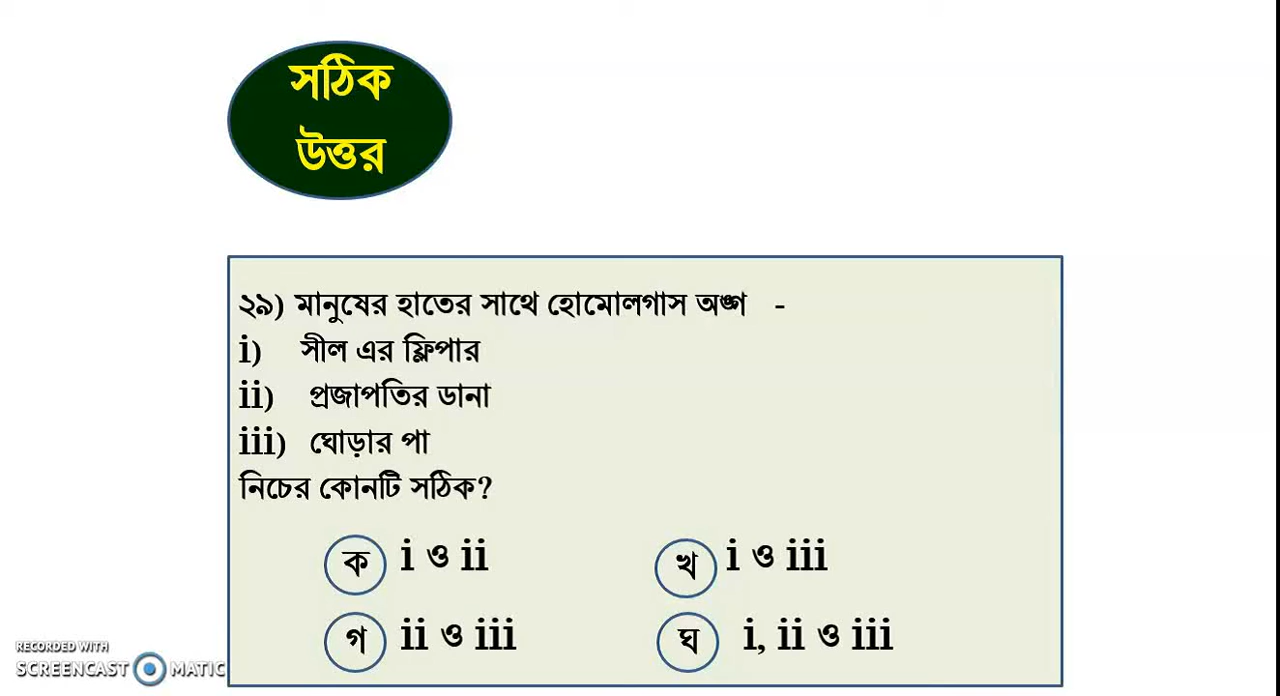 সঠিক
উত্তর
২৯) মানুষের হাতের সাথে হোমোলগাস অঙ্গ -
i) সীল এর ফ্লিপার
ii) প্রজাপতির ডানা
iii) ঘোড়ার পা
নিচের কোনটি সঠিক?
ক i ও ii খ i ও iii
গ ii ও iii ঘ i, ii ও iii
RECORDED WITH
SCREENCAST MATIC